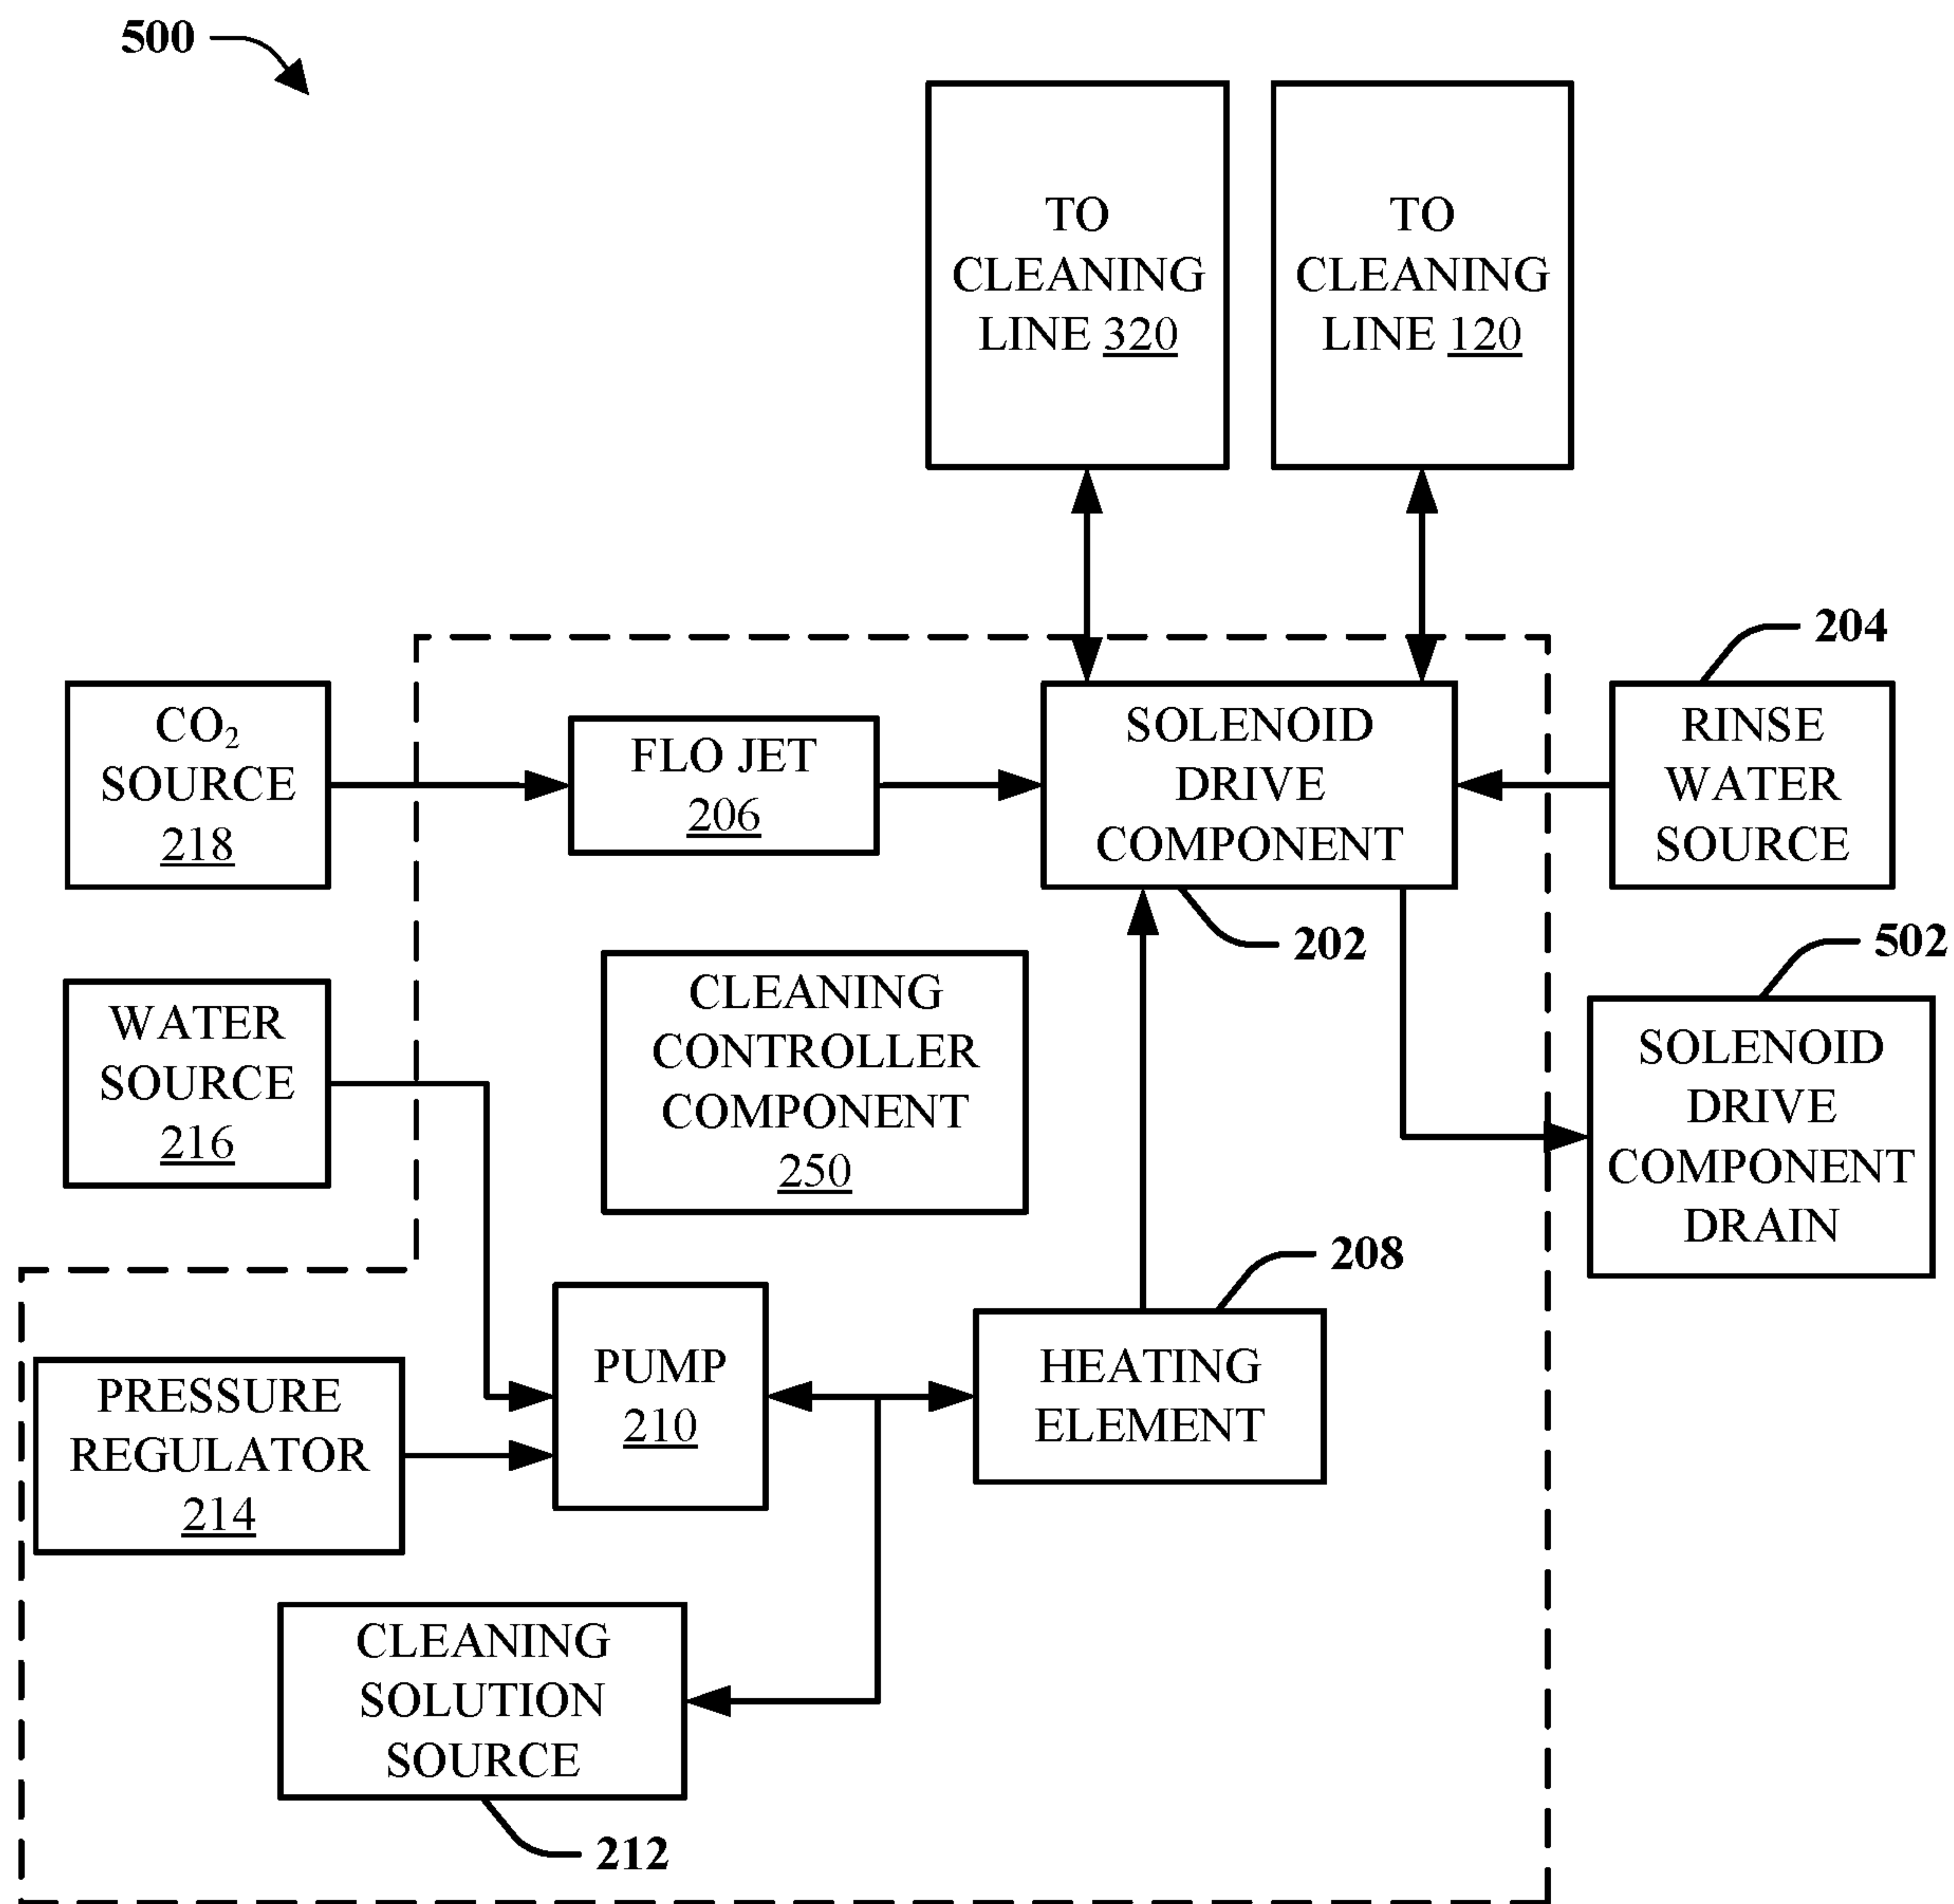 500
TO
CLEANING
LINE 320
TO
CLEANING
LINE 120
204
CO₂
SOURCE
218
FLO JET
206
SOLENOID
DRIVE
COMPONENT
RINSE
WATER
SOURCE
202
502
WATER
SOURCE
216
CLEANING
CONTROLLER
COMPONENT
250
SOLENOID
DRIVE
COMPONENT
DRAIN
208
PRESSURE
REGULATOR
214
PUMP
210
HEATING
ELEMENT
CLEANING
SOLUTION
SOURCE
212